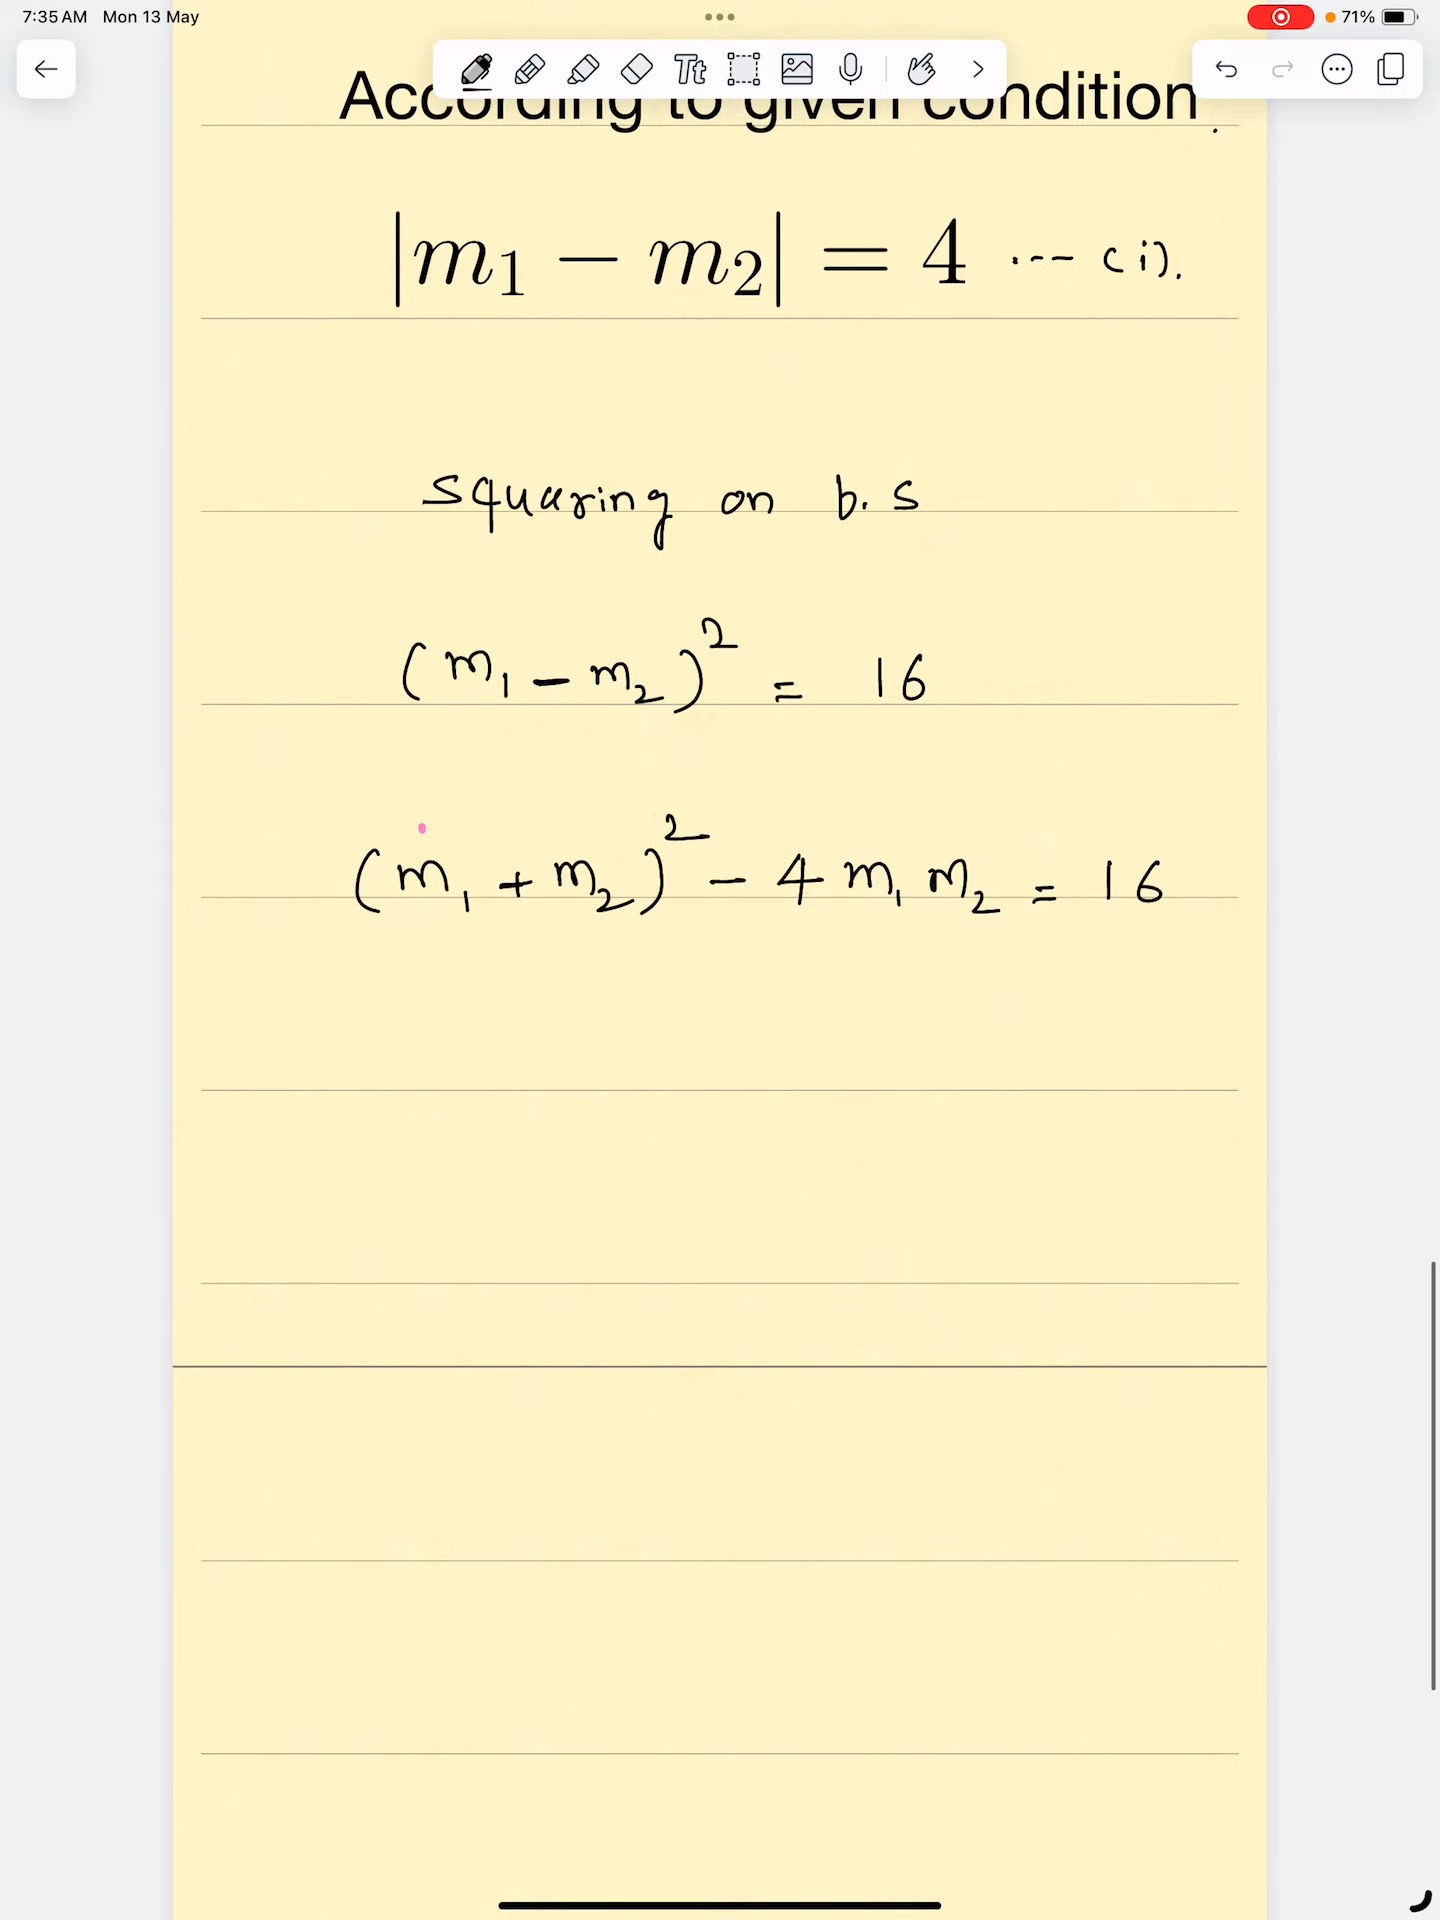 7:35 AM Mon 13 May
71%
Tt
According to given condition.
|m₁ − m₂| = 4 ---- (i).
squaring on b. s
(m₁ − m₂)² = 16
(m₁ + m₂)² − 4 m₁ m₂ = 16